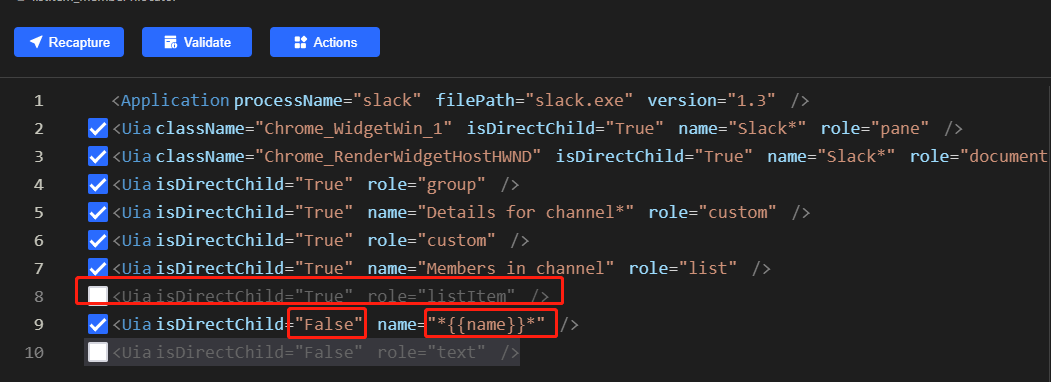 Recapture Validate Actions
1 <Application processName="slack" filePath="slack.exe" version="1.3" />
2 <Uia className="Chrome_WidgetWin_1" isDirectChild="True" name="Slack*" role="pane" />
3 <Uia className="Chrome_RenderWidgetHostHWND" isDirectChild="True" name="Slack*" role="document
4 <Uia isDirectChild="True" role="group" />
5 <Uia isDirectChild="True" name="Details for channel*" role="custom" />
6 <Uia isDirectChild="True" role="custom" />
7 <Uia isDirectChild="True" name="Members in channel" role="list" />
8 <Uia isDirectChild="True" role="listItem" />
9 <Uia isDirectChild="False" name="*{{name}}*" />
10 <Uia isDirectChild="False" role="text" />